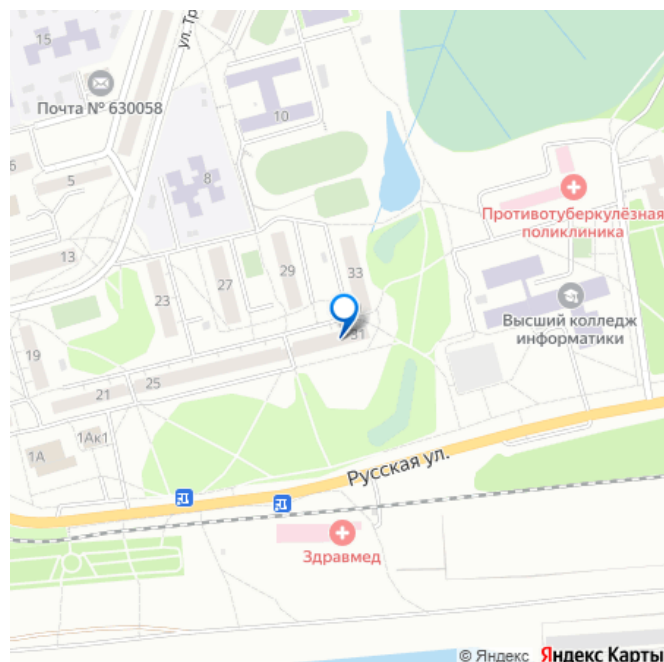 15
ул. Тр
Почта № 630058
10
6
5
8
13
23
27
29
33
31
Противотуберкулёзная
поликлиника
Высший колледж
информатики
19
21
25
1А
1Ак1
Русская ул.
Здравмед
© Яндекс Яндекс Карты